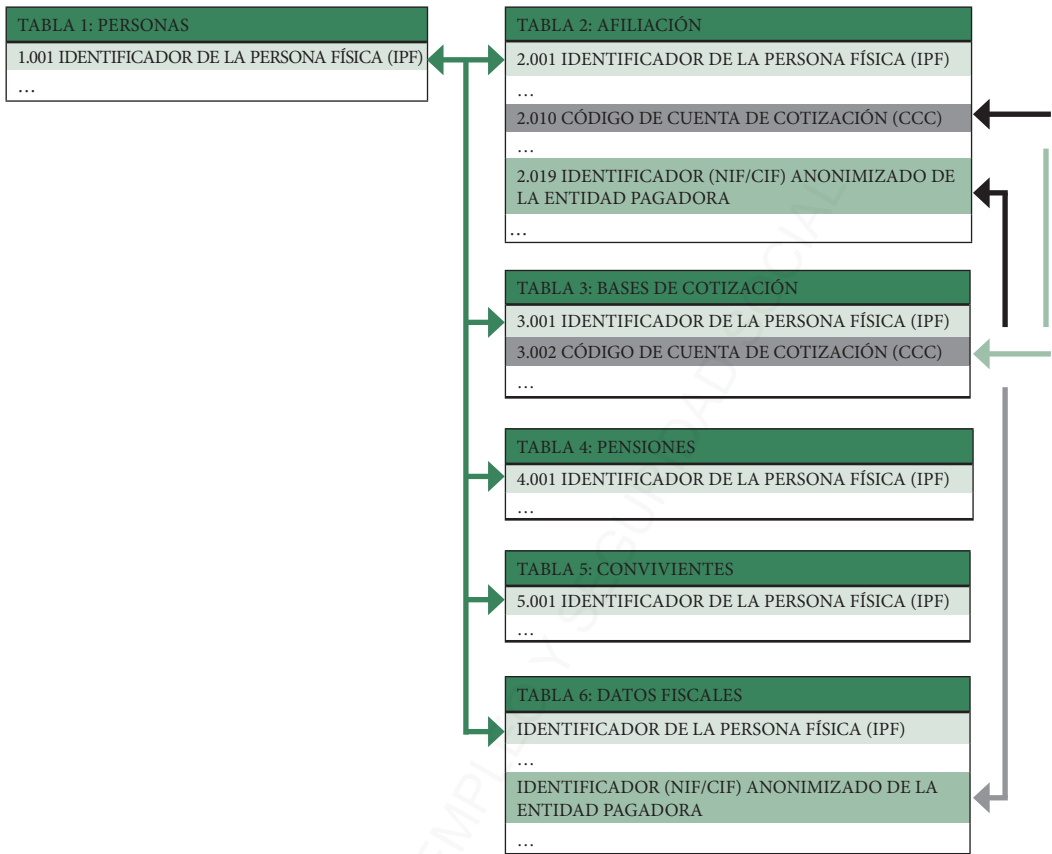 TABLA 1: PERSONAS
1.001 IDENTIFICADOR DE LA PERSONA FÍSICA (IPF)
…
TABLA 2: AFILIACIÓN
2.001 IDENTIFICADOR DE LA PERSONA FÍSICA (IPF)
…
2.010 CÓDIGO DE CUENTA DE COTIZACIÓN (CCC)
…
2.019 IDENTIFICADOR (NIF/CIF) ANONIMIZADO DE
LA ENTIDAD PAGADORA
…
TABLA 3: BASES DE COTIZACIÓN
3.001 IDENTIFICADOR DE LA PERSONA FÍSICA (IPF)
3.002 CÓDIGO DE CUENTA DE COTIZACIÓN (CCC)
…
TABLA 4: PENSIONES
4.001 IDENTIFICADOR DE LA PERSONA FÍSICA (IPF)
…
TABLA 5: CONVIVIENTES
5.001 IDENTIFICADOR DE LA PERSONA FÍSICA (IPF)
…
TABLA 6: DATOS FISCALES
IDENTIFICADOR DE LA PERSONA FÍSICA (IPF)
…
IDENTIFICADOR (NIF/CIF) ANONIMIZADO DE LA
ENTIDAD PAGADORA
…
EMPLEO Y SEGURIDAD SOCIAL